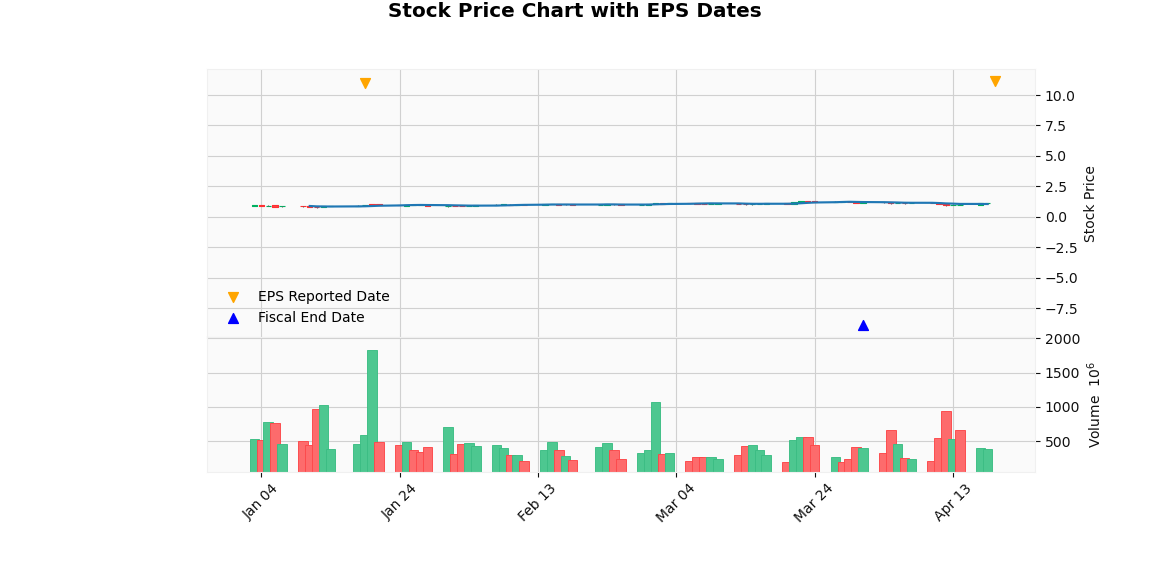 Stock Price Chart with EPS Dates
10.0
7.5
5.0
2.5
0.0
−2.5
−5.0
−7.5
Stock Price
EPS Reported Date
Fiscal End Date
2000
1500
1000
500
Volume 10⁶
Jan 04
Jan 24
Feb 13
Mar 04
Mar 24
Apr 13